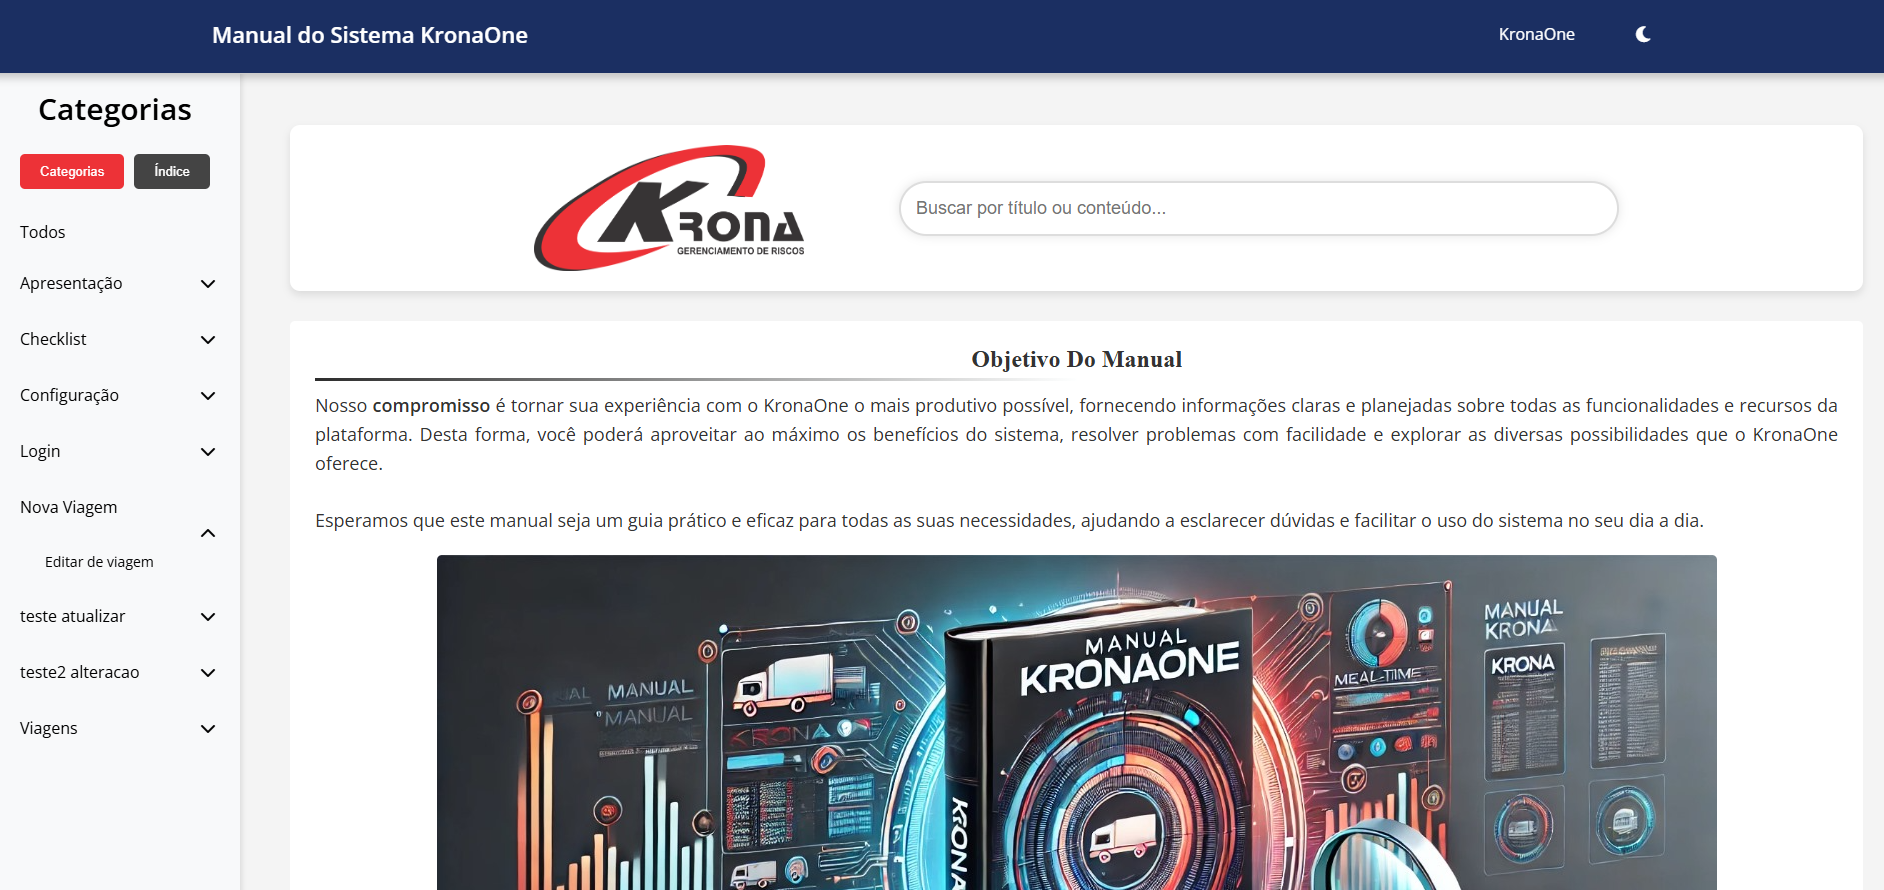 Manual do Sistema KronaOne
KronaOne
Categorias
Categorias
Índice
Todos
Apresentação
Checklist
Configuração
Login
Nova Viagem
Editar de viagem
teste atualizar
teste2 alteracao
Viagens
KRONA
GERENCIAMENTO DE RISCOS
Buscar por título ou conteúdo...
Objetivo Do Manual
Nosso compromisso é tornar sua experiência com o KronaOne o mais produtivo possível, fornecendo informações claras e planejadas sobre todas as funcionalidades e recursos da
plataforma. Desta forma, você poderá aproveitar ao máximo os benefícios do sistema, resolver problemas com facilidade e explorar as diversas possibilidades que o KronaOne
oferece.
Esperamos que este manual seja um guia prático e eficaz para todas as suas necessidades, ajudando a esclarecer dúvidas e facilitar o uso do sistema no seu dia a dia.
MANUAL
MANUAL
KRONA
MANUAL
KRONAONE
KRONA
MEAL-TIME
MANUAL
KRONA
KRONA